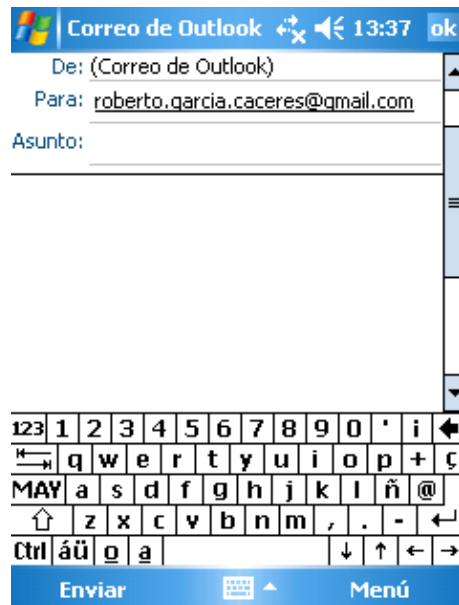 Correo de Outlook 13:37 ok
De: (Correo de Outlook)
Para: roberto.garcia.caceres@gmail.com
Asunto:
123 1 2 3 4 5 6 7 8 9 0 ' ¡
q w e r t y u i o p + ç
MAY a s d f g h j k l ñ @
z x c v b n m , . -
Ctrl áü º ª ↓ ↑ ← →
Enviar Menú